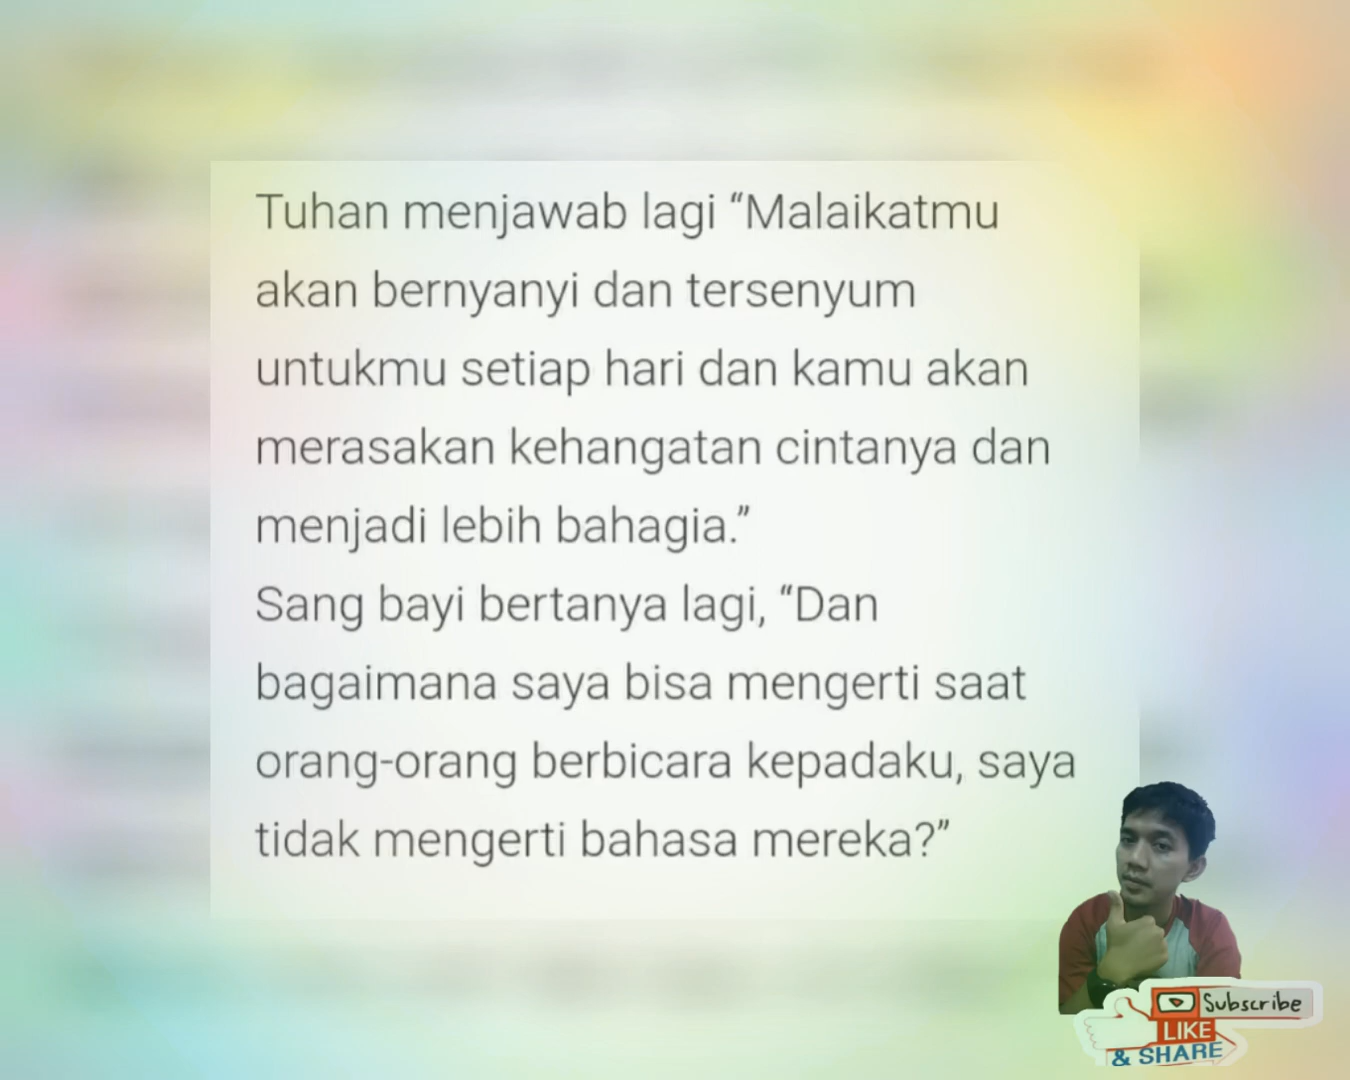 Tuhan menjawab lagi “Malaikatmu
akan bernyanyi dan tersenyum
untukmu setiap hari dan kamu akan
merasakan kehangatan cintanya dan
menjadi lebih bahagia.”
Sang bayi bertanya lagi, “Dan
bagaimana saya bisa mengerti saat
orang-orang berbicara kepadaku, saya
tidak mengerti bahasa mereka?”
Subscribe
LIKE
& SHARE